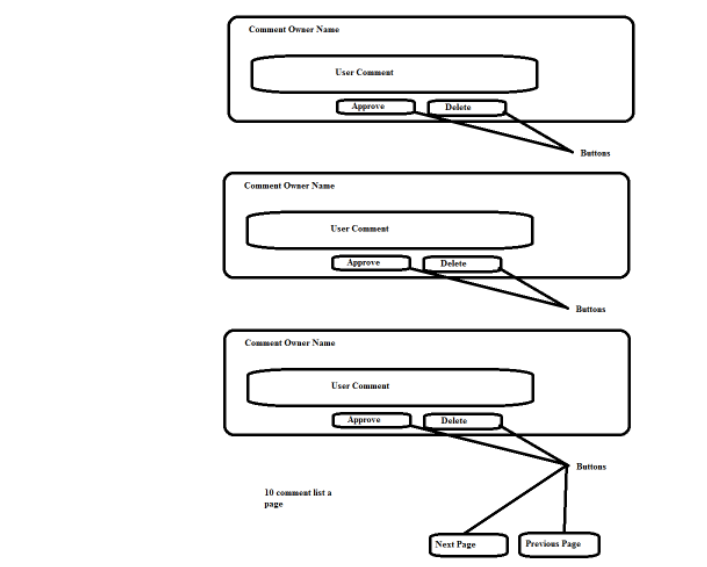 Comment Owner Name
User Comment
Approve Delete
Buttons
Comment Owner Name
User Comment
Approve Delete
Buttons
Comment Owner Name
User Comment
Approve Delete
Buttons
10 comment list a
page
Next Page Previous Page